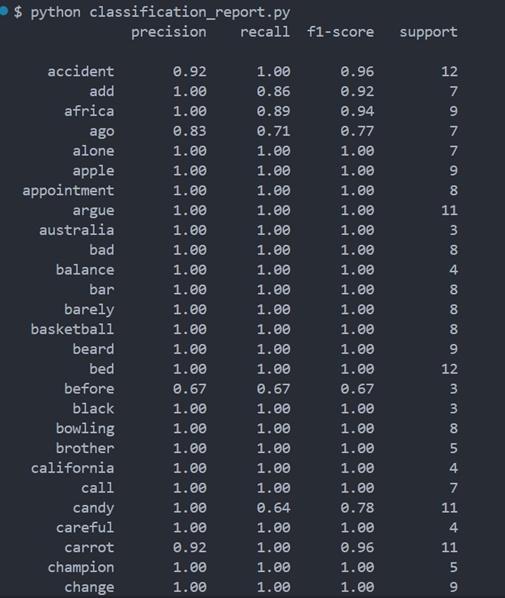 $ python classification_report.py
precision recall f1-score support
accident 0.92 1.00 0.96 12
add 1.00 0.86 0.92 7
africa 1.00 0.89 0.94 9
ago 0.83 0.71 0.77 7
alone 1.00 1.00 1.00 7
apple 1.00 1.00 1.00 9
appointment 1.00 1.00 1.00 8
argue 1.00 1.00 1.00 11
australia 1.00 1.00 1.00 3
bad 1.00 1.00 1.00 8
balance 1.00 1.00 1.00 4
bar 1.00 1.00 1.00 8
barely 1.00 1.00 1.00 8
basketball 1.00 1.00 1.00 8
beard 1.00 1.00 1.00 9
bed 1.00 1.00 1.00 12
before 0.67 0.67 0.67 3
black 1.00 1.00 1.00 3
bowling 1.00 1.00 1.00 8
brother 1.00 1.00 1.00 5
california 1.00 1.00 1.00 4
call 1.00 1.00 1.00 7
candy 1.00 0.64 0.78 11
careful 1.00 1.00 1.00 4
carrot 0.92 1.00 0.96 11
champion 1.00 1.00 1.00 5
change 1.00 1.00 1.00 9